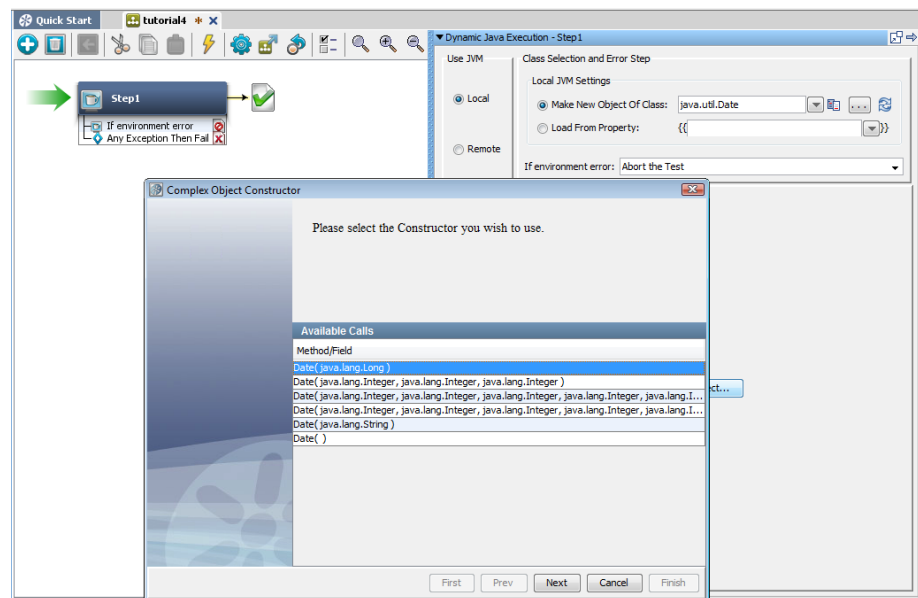 Quick Start
tutorial4
Dynamic Java Execution - Step1
Use JVM
Class Selection and Error Step
Local JVM Settings
Local
Make New Object Of Class:
java.util.Date
...
Load From Property:
{{
}}
Remote
If environment error:
Abort the Test
Step1
If environment error
Any Exception Then Fail
Complex Object Constructor
Please select the Constructor you wish to use.
Available Calls
Method/Field
Date( java.lang.Long )
Date( java.lang.Integer, java.lang.Integer, java.lang.Integer )
Date( java.lang.Integer, java.lang.Integer, java.lang.Integer, java.lang.Integer, java.lang.I...
Date( java.lang.Integer, java.lang.Integer, java.lang.Integer, java.lang.Integer, java.lang.I...
Date( java.lang.String )
Date( )
ct...
First
Prev
Next
Cancel
Finish